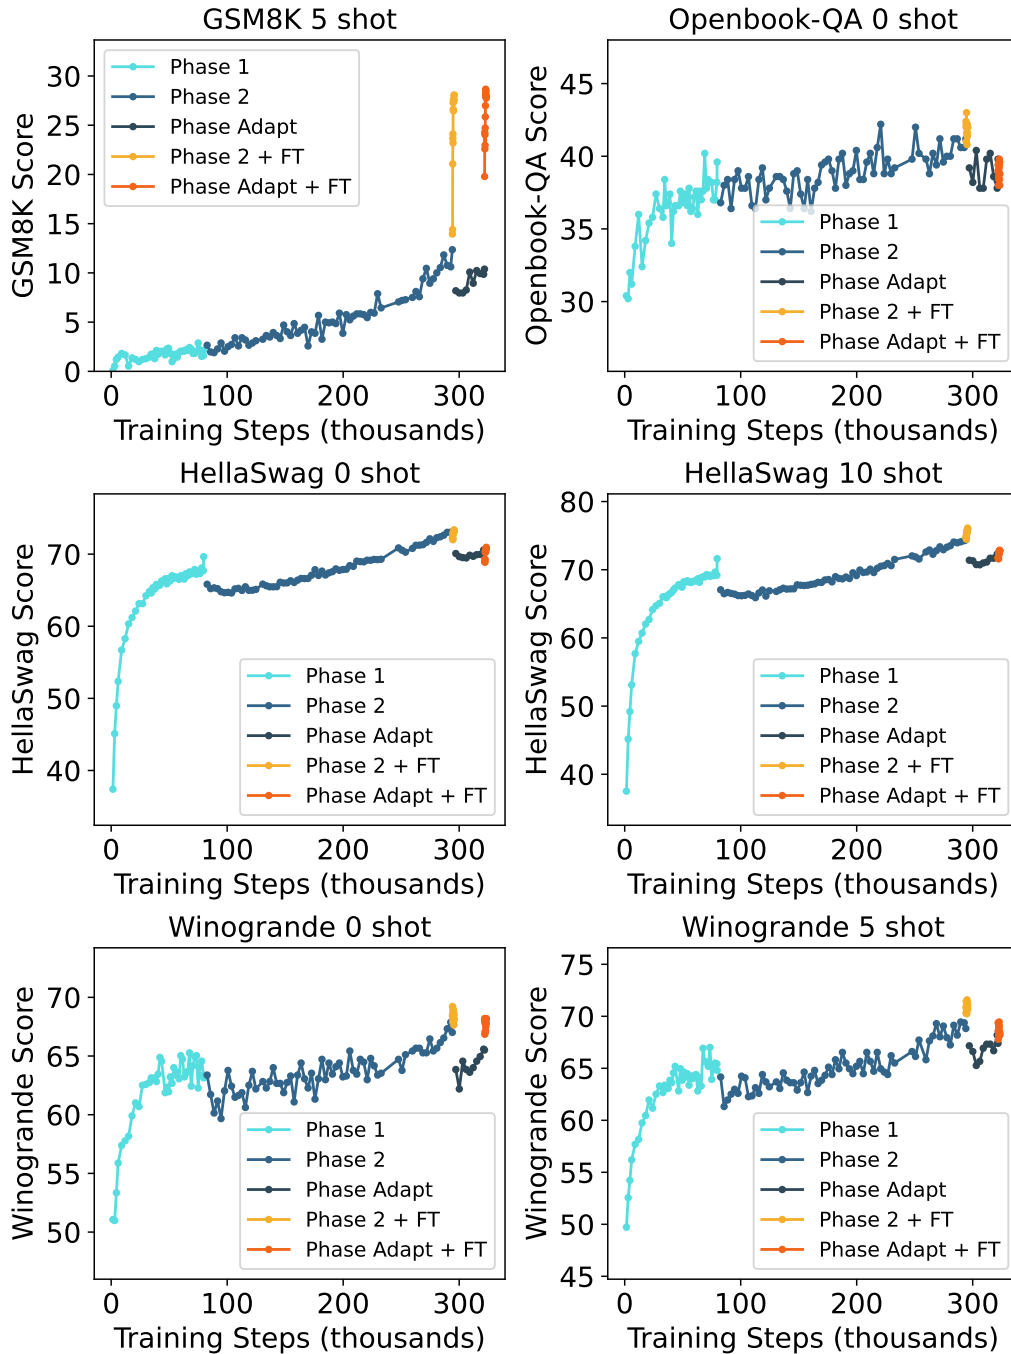 GSM8K 5 shot
GSM8K Score
30
25
20
15
10
5
0
Phase 1
Phase 2
Phase Adapt
Phase 2 + FT
Phase Adapt + FT
0 100 200 300
Training Steps (thousands)
Openbook-QA 0 shot
Openbook-QA Score
45
40
35
30
Phase 1
Phase 2
Phase Adapt
Phase 2 + FT
Phase Adapt + FT
0 100 200 300
Training Steps (thousands)
HellaSwag 0 shot
HellaSwag Score
70
60
50
40
Phase 1
Phase 2
Phase Adapt
Phase 2 + FT
Phase Adapt + FT
0 100 200 300
Training Steps (thousands)
HellaSwag 10 shot
HellaSwag Score
80
70
60
50
40
Phase 1
Phase 2
Phase Adapt
Phase 2 + FT
Phase Adapt + FT
0 100 200 300
Training Steps (thousands)
Winogrande 0 shot
Winogrande Score
70
65
60
55
50
Phase 1
Phase 2
Phase Adapt
Phase 2 + FT
Phase Adapt + FT
0 100 200 300
Training Steps (thousands)
Winogrande 5 shot
Winogrande Score
75
70
65
60
55
50
45
Phase 1
Phase 2
Phase Adapt
Phase 2 + FT
Phase Adapt + FT
0 100 200 300
Training Steps (thousands)